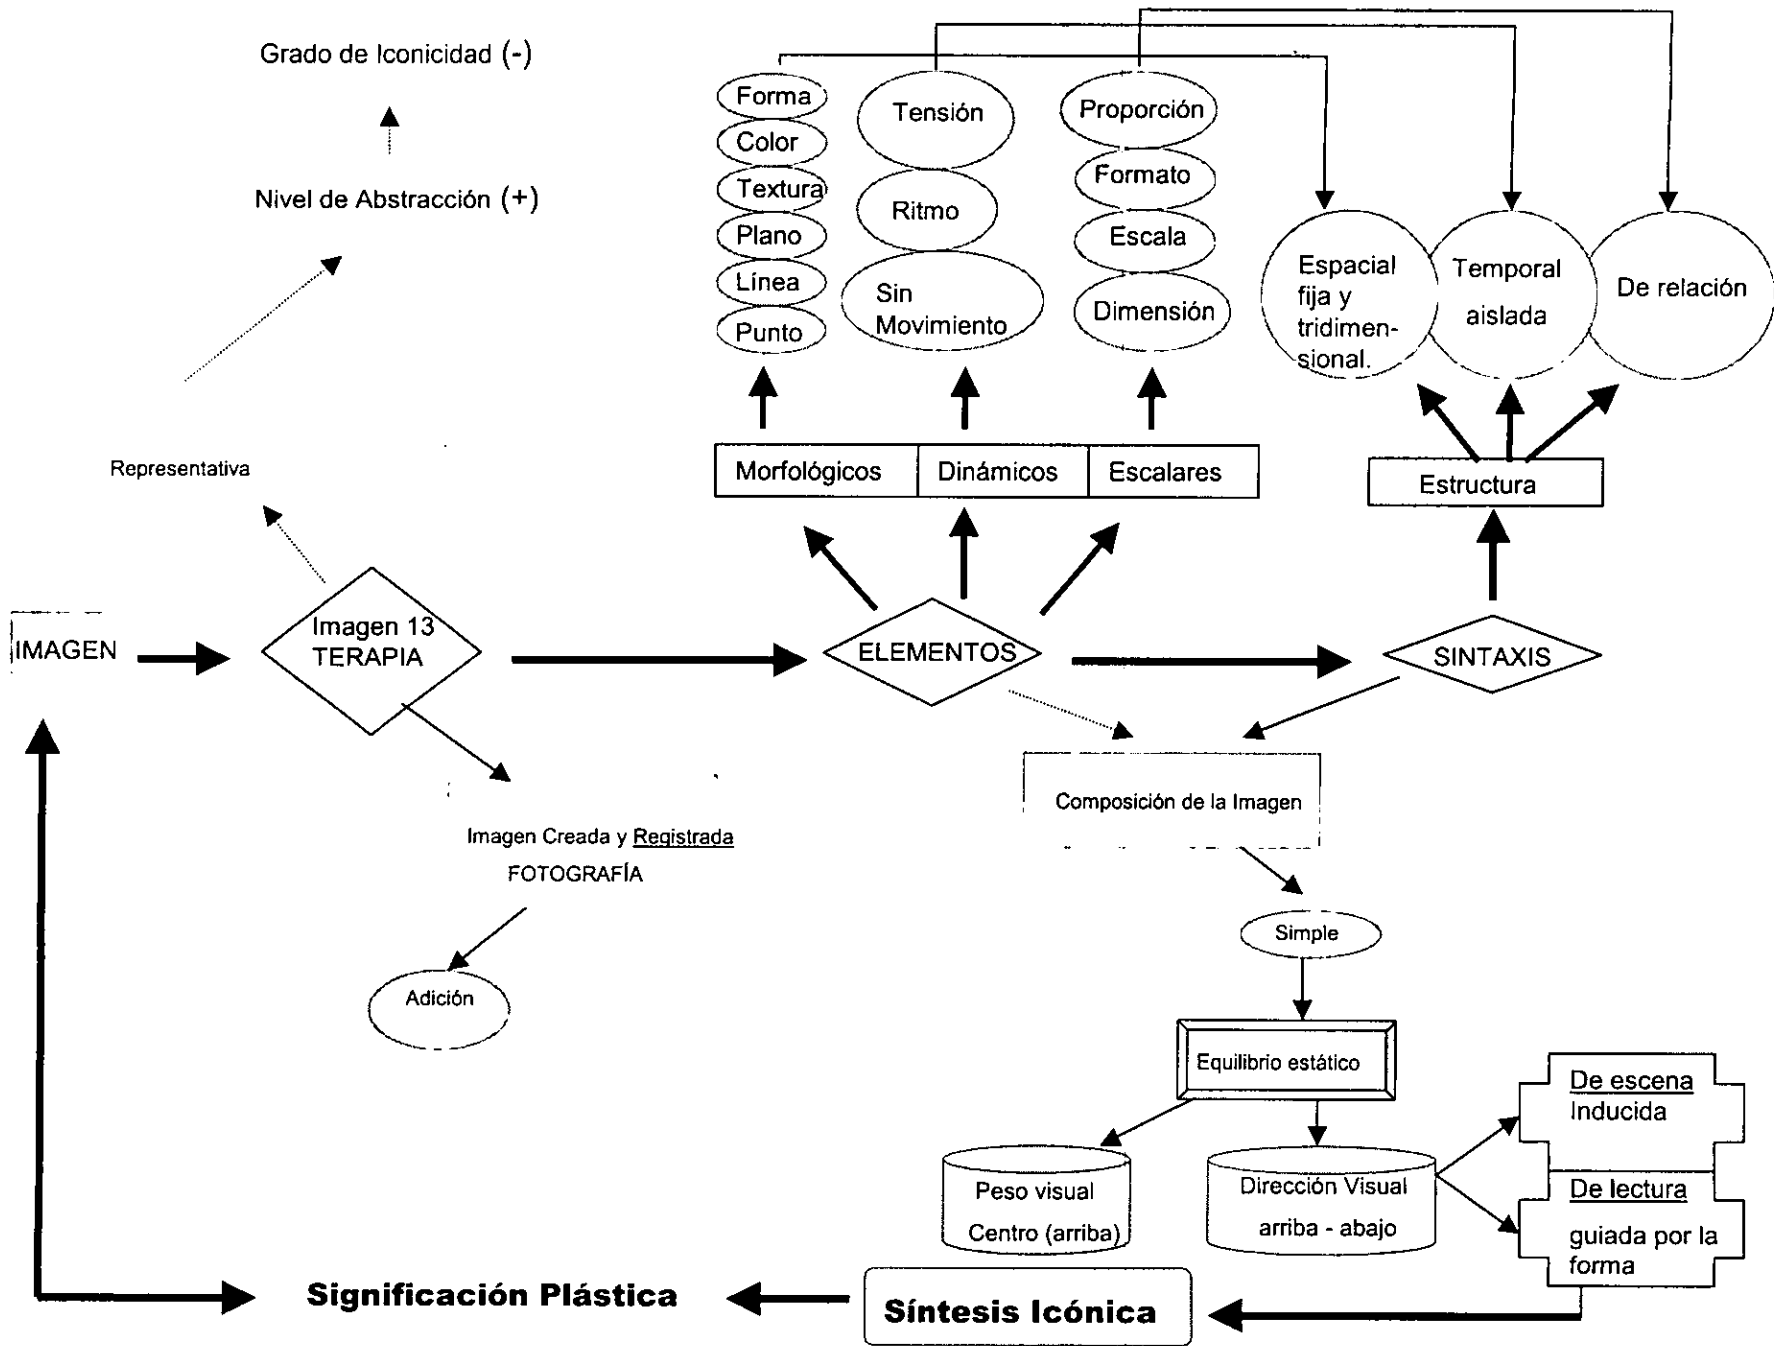 Grado de Iconicidad (-)
Nivel de Abstracción (+)
Representativa
IMAGEN
Imagen 13
TERAPIA
Imagen Creada y Registrada
FOTOGRAFÍA
Adición
Forma
Color
Textura
Plano
Línea
Punto
Tensión
Ritmo
Sin
Movimiento
Proporción
Formato
Escala
Dimensión
Morfológicos
Dinámicos
Escalares
ELEMENTOS
Espacial
fija y
tridimen-
sional.
Temporal
aislada
De relación
Estructura
SINTAXIS
Composición de la Imagen
Simple
Equilibrio estático
Peso visual
Centro (arriba)
Dirección Visual
arriba - abajo
De escena
Inducida
De lectura
guiada por la
forma
Síntesis Icónica
Significación Plástica